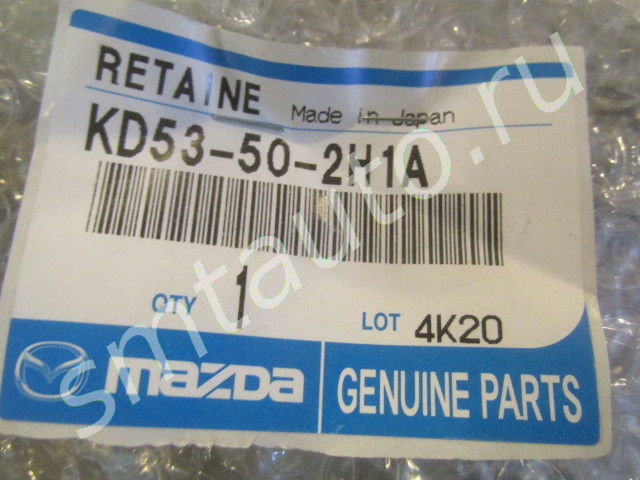 RETAINE
Made in Japan
KD53-50-2H1A
QTY 1
LOT 4K20
mazda
GENUINE PARTS
smtauto.ru